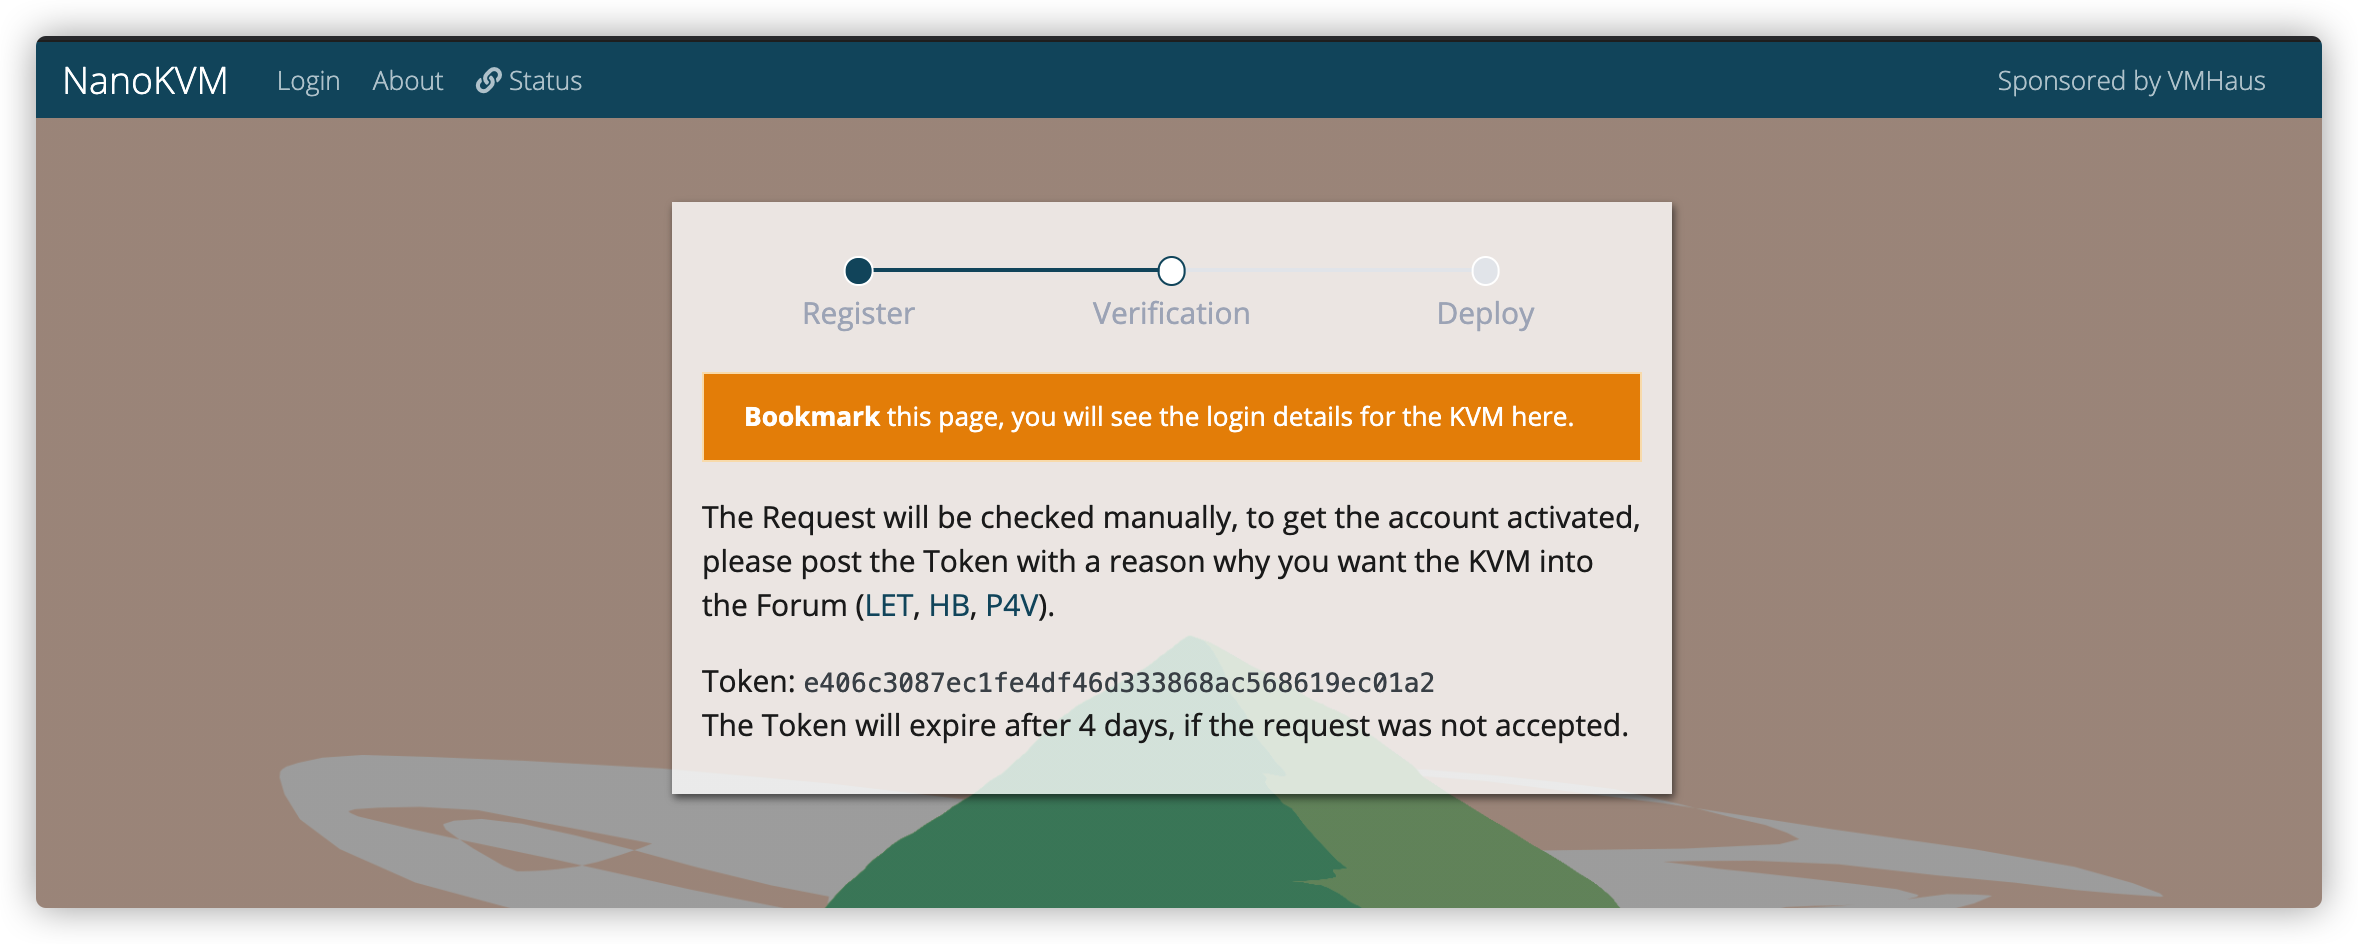 NanoKVM Login About Status Sponsored by VMHaus
Register Verification Deploy
Bookmark this page, you will see the login details for the KVM here.
The Request will be checked manually, to get the account activated,
please post the Token with a reason why you want the KVM into
the Forum (LET, HB, P4V).
Token: e406c3087ec1fe4df46d333868ac568619ec01a2
The Token will expire after 4 days, if the request was not accepted.